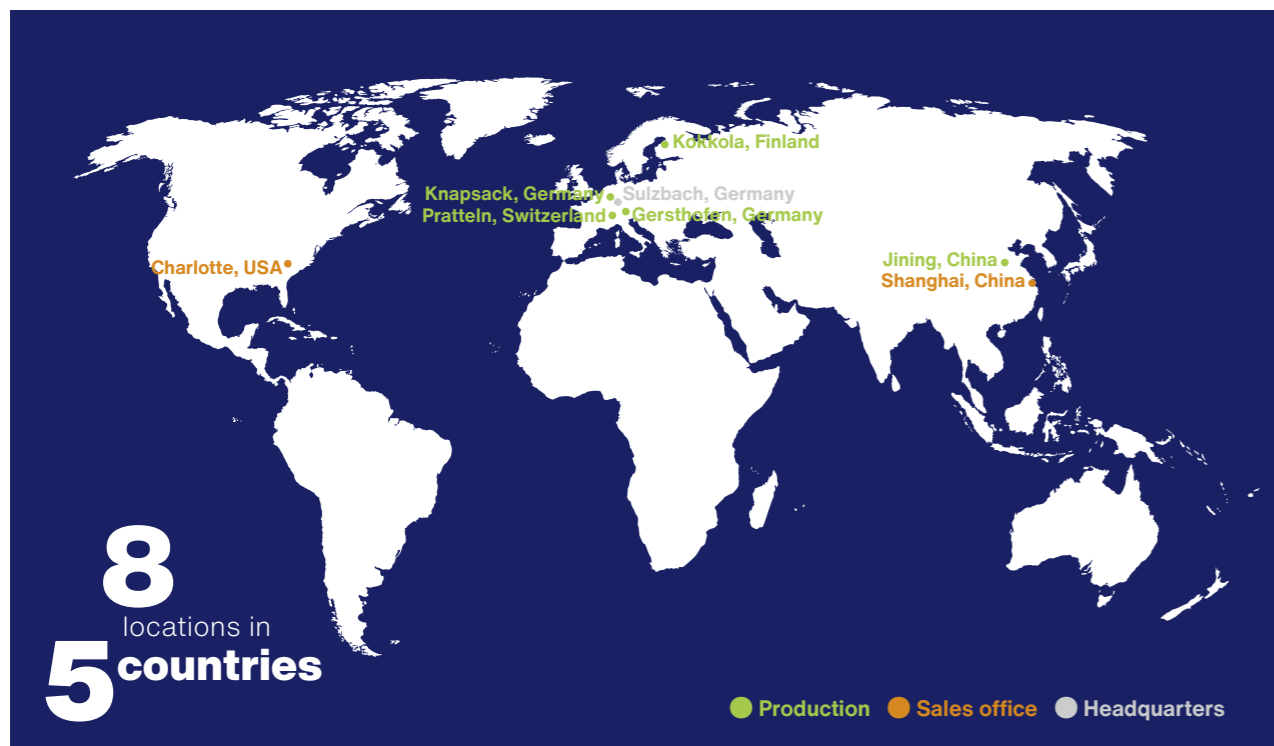 Kokkola, Finland
Knapsack, Germany
Sulzbach, Germany
Pratteln, Switzerland
Gersthofen, Germany
Charlotte, USA
Jining, China
Shanghai, China
8
locations in
5 countries
Production
Sales office
Headquarters